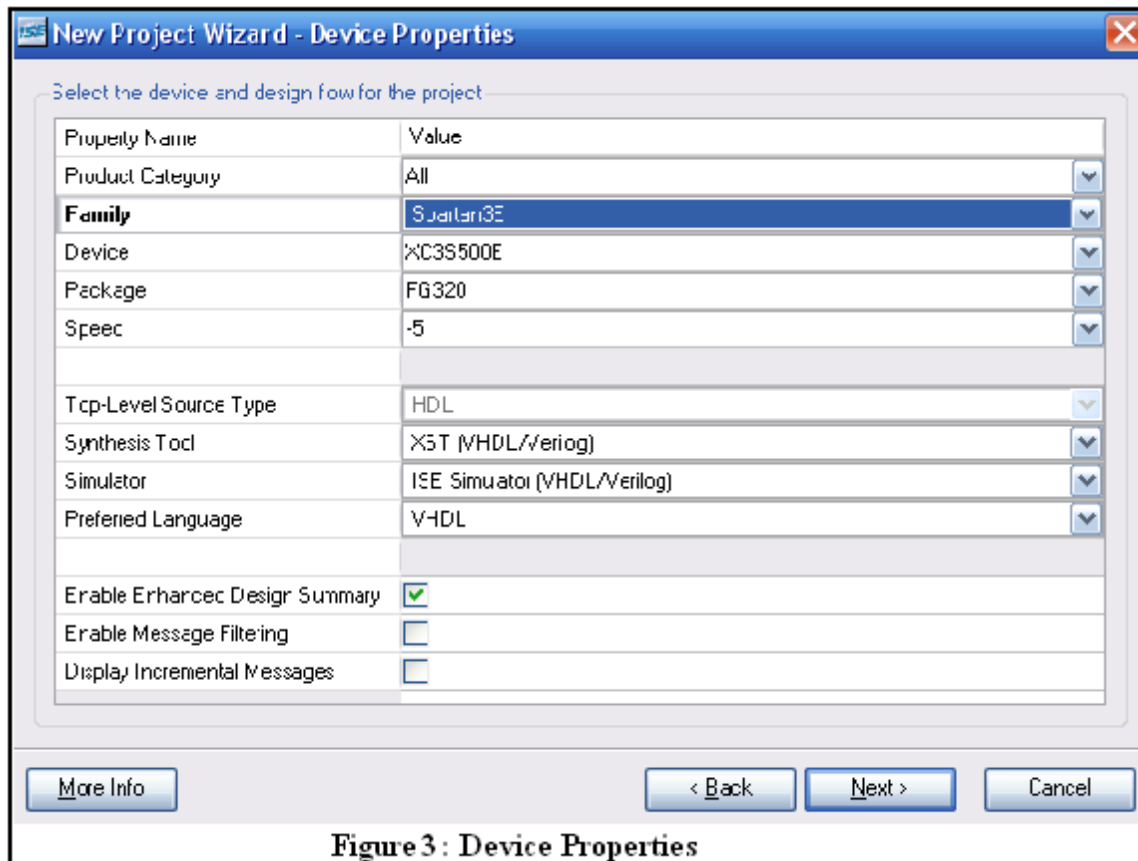 ISE New Project Wizard - Device Properties
Select the device and design flow for the project
Property Name Value
Product Category All
Family Spartan3E
Device XC3S500E
Package FG320
Speed -5
Top-Level Source Type HDL
Synthesis Tool XST (VHDL/Verilog)
Simulator ISE Simulator (VHDL/Verilog)
Preferred Language VHDL
Enable Enhanced Design Summary
Enable Message Filtering
Display Incremental Messages
More Info < Back Next > Cancel
Figure 3 : Device Properties